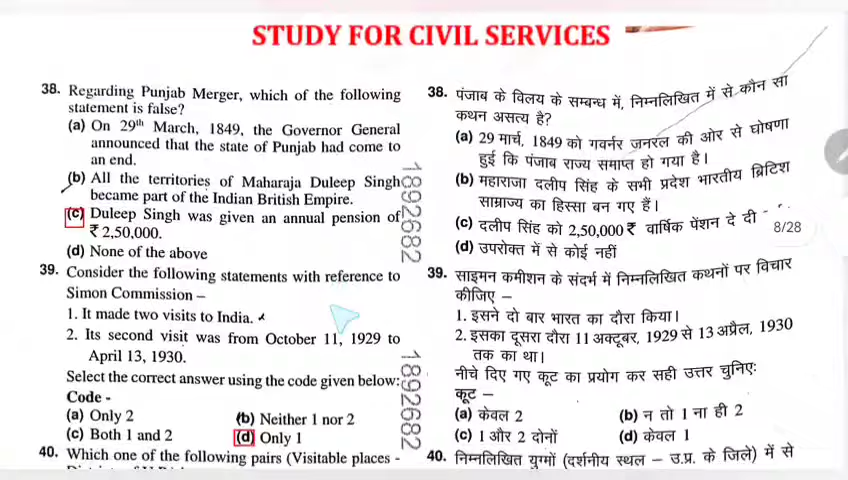 STUDY FOR CIVIL SERVICES
38. Regarding Punjab Merger, which of the following
statement is false?
(a) On 29th March, 1849, the Governor General
announced that the state of Punjab had come to
an end.
(b) All the territories of Maharaja Duleep Singh
became part of the Indian British Empire.
(c) Duleep Singh was given an annual pension of
₹ 2,50,000.
(d) None of the above
39. Consider the following statements with reference to
Simon Commission –
1. It made two visits to India.
2. Its second visit was from October 11, 1929 to
April 13, 1930.
Select the correct answer using the code given below:
Code -
(a) Only 2 (b) Neither 1 nor 2
(c) Both 1 and 2 (d) Only 1
40. Which one of the following pairs (Visitable places -
1892682
1892682
38. पंजाब के विलय के सम्बन्ध में, निम्नलिखित में से कौन सा
कथन असत्य है?
(a) 29 मार्च, 1849 को गवर्नर जनरल की ओर से घोषणा
हुई कि पंजाब राज्य समाप्त हो गया है।
(b) महाराजा दलीप सिंह के सभी प्रदेश भारतीय ब्रिटिश
साम्राज्य का हिस्सा बन गए हैं।
(c) दलीप सिंह को 2,50,000 ₹ वार्षिक पेंशन दे दी
8/28
(d) उपरोक्त में से कोई नहीं
39. साइमन कमीशन के संदर्भ में निम्नलिखित कथनों पर विचार
कीजिए –
1. इसने दो बार भारत का दौरा किया।
2. इसका दूसरा दौरा 11 अक्टूबर, 1929 से 13 अप्रैल, 1930
तक का था।
नीचे दिए गए कूट का प्रयोग कर सही उत्तर चुनिए:
कूट –
(a) केवल 2 (b) न तो 1 ना ही 2
(c) 1 और 2 दोनों (d) केवल 1
40. निम्नलिखित युग्मों (दर्शनीय स्थल – उ.प्र. के जिले) में से